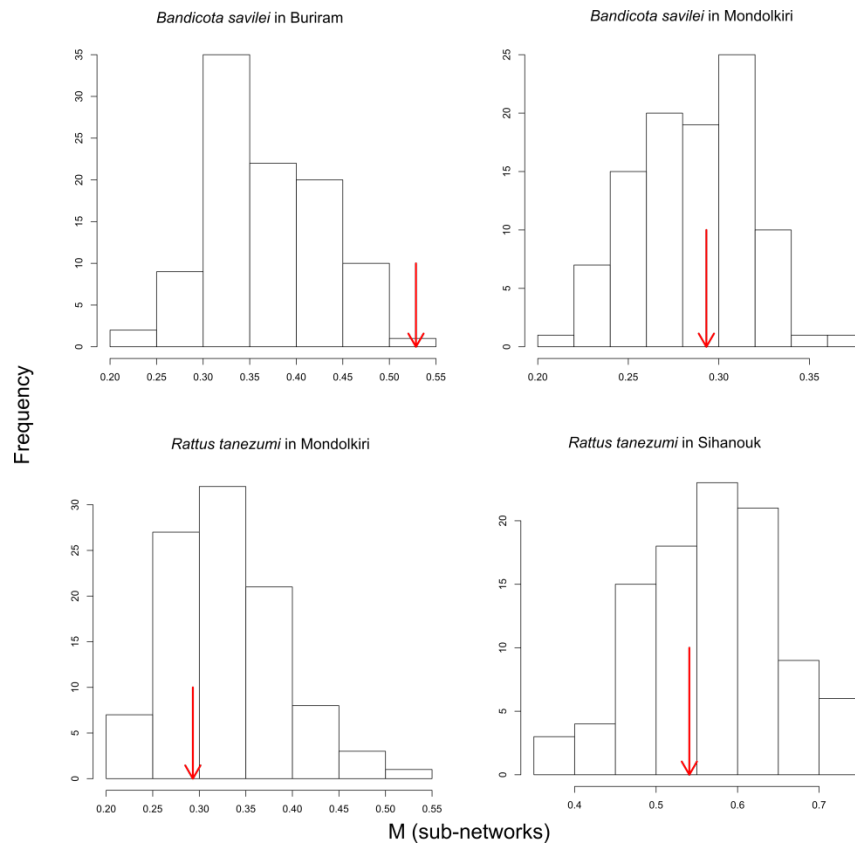 Bandicota savilei in Buriram
35
30
25
20
15
10
5
0
0.20 0.25 0.30 0.35 0.40 0.45 0.50 0.55
Bandicota savilei in Mondolkiri
25
20
15
10
5
0
0.20 0.25 0.30 0.35
Frequency
Rattus tanezumi in Mondolkiri
30
25
20
15
10
5
0
0.20 0.25 0.30 0.35 0.40 0.45 0.50 0.55
Rattus tanezumi in Sihanouk
20
15
10
5
0
0.4 0.5 0.6 0.7
M (sub-networks)